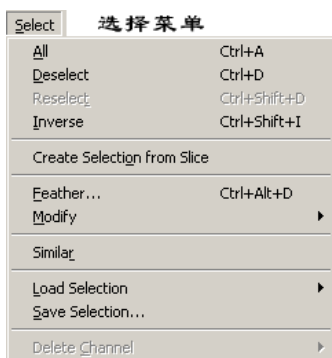 Select 选择菜单
All Ctrl+A
Deselect Ctrl+D
Reselect Ctrl+Shift+D
Inverse Ctrl+Shift+I
Create Selection from Slice
Feather... Ctrl+Alt+D
Modify
Similar
Load Selection
Save Selection...
Delete Channel